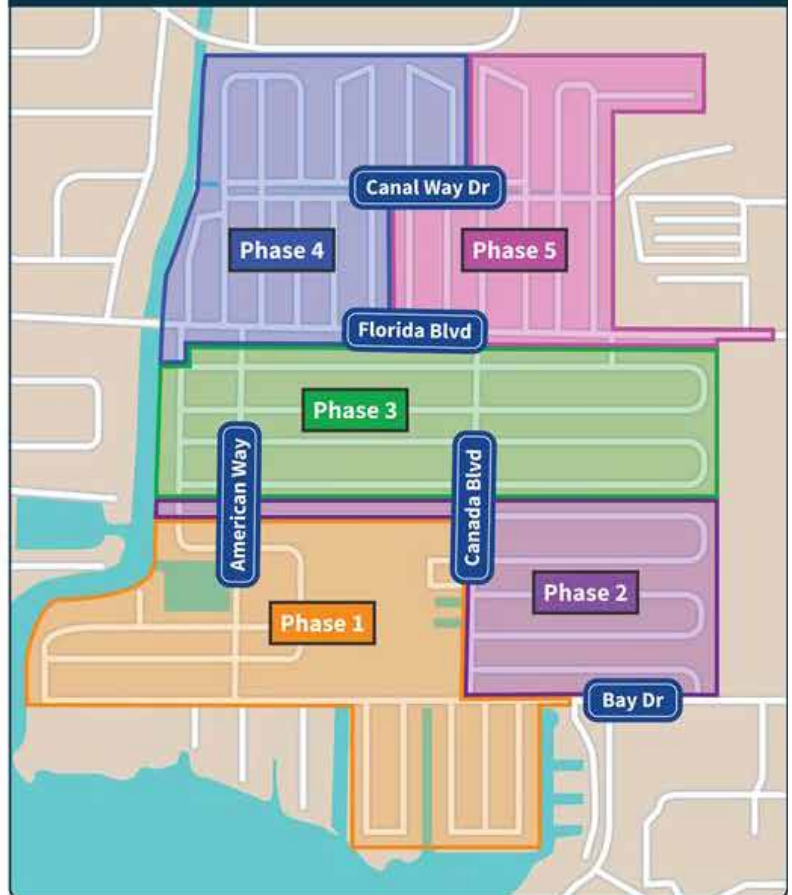 Canal Way Dr
Phase 4
Phase 5
Florida Blvd
Phase 3
American Way
Canada Blvd
Phase 2
Phase 1
Bay Dr